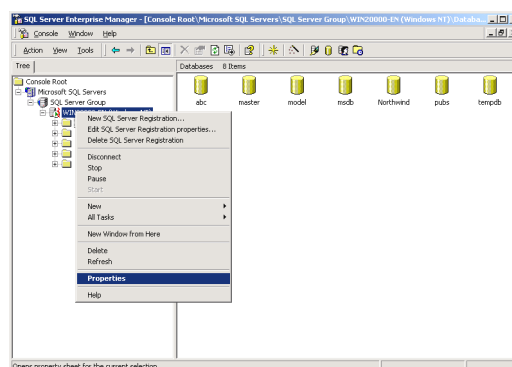 SQL Server Enterprise Manager - [Console Root\Microsoft SQL Servers\SQL Server Group\WIN20000-EN (Windows NT)\Databa...
Console Window Help
Action View Tools
Tree
Databases 8 Items
Console Root
Microsoft SQL Servers
SQL Server Group
abc master model msdb Northwind pubs tempdb
New SQL Server Registration...
Edit SQL Server Registration properties...
Delete SQL Server Registration
Disconnect
Stop
Pause
Start
New
All Tasks
New Window from Here
Delete
Refresh
Properties
Help
Opens property sheet for the current selection.